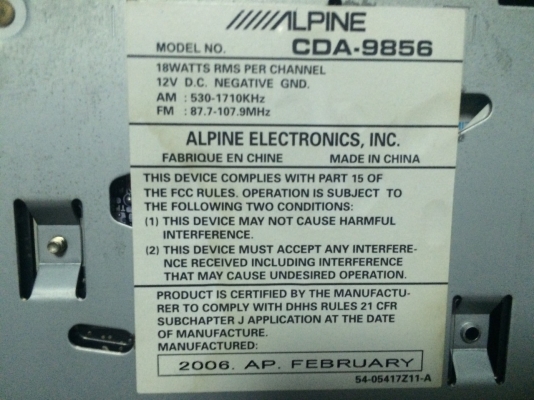 ALPINE
MODEL NO. CDA-9856
18WATTS RMS PER CHANNEL
12V D.C. NEGATIVE GND.
AM : 530-1710KHz
FM : 87.7-107.9MHz
ALPINE ELECTRONICS, INC.
FABRIQUE EN CHINE MADE IN CHINA
THIS DEVICE COMPLIES WITH PART 15 OF
THE FCC RULES. OPERATION IS SUBJECT TO
THE FOLLOWING TWO CONDITIONS:
(1) THIS DEVICE MAY NOT CAUSE HARMFUL
INTERFERENCE.
(2) THIS DEVICE MUST ACCEPT ANY INTERFERE-
NCE RECEIVED INCLUDING INTERFERENCE
THAT MAY CAUSE UNDESIRED OPERATION.
PRODUCT IS CERTIFIED BY THE MANUFACTU-
RER TO COMPLY WITH DHHS RULES 21 CFR
SUBCHAPTER J APPLICATION AT THE DATE
OF MANUFACTURE.
MANUFACTURED:
2006. AP. FEBRUARY
54-05417Z11-A